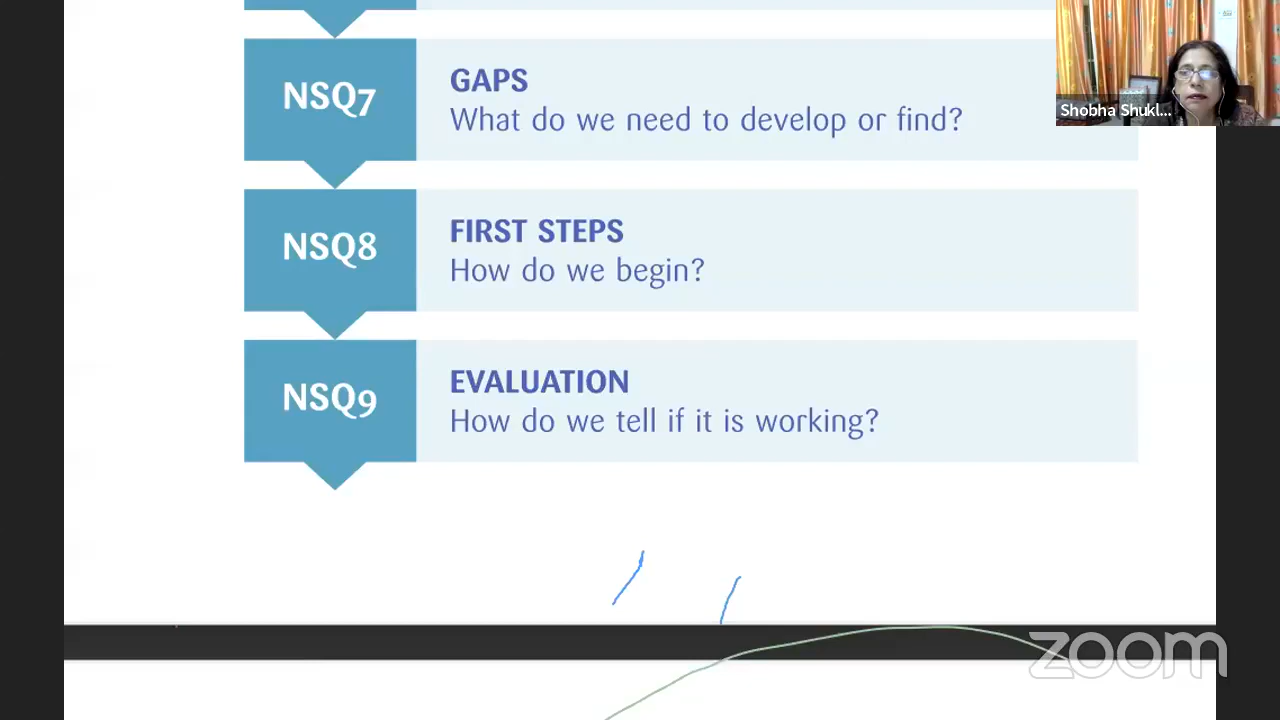 NSQ7
GAPS
What do we need to develop or find?
Shobha Shukl...
NSQ8
FIRST STEPS
How do we begin?
NSQ9
EVALUATION
How do we tell if it is working?
zoom